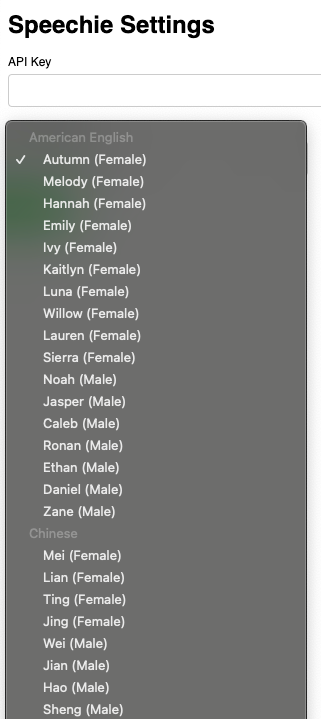 Speechie Settings
API Key
American English
✓ Autumn (Female)
Melody (Female)
Hannah (Female)
Emily (Female)
Ivy (Female)
Kaitlyn (Female)
Luna (Female)
Willow (Female)
Lauren (Female)
Sierra (Female)
Noah (Male)
Jasper (Male)
Caleb (Male)
Ronan (Male)
Ethan (Male)
Daniel (Male)
Zane (Male)
Chinese
Mei (Female)
Lian (Female)
Ting (Female)
Jing (Female)
Wei (Male)
Jian (Male)
Hao (Male)
Sheng (Male)